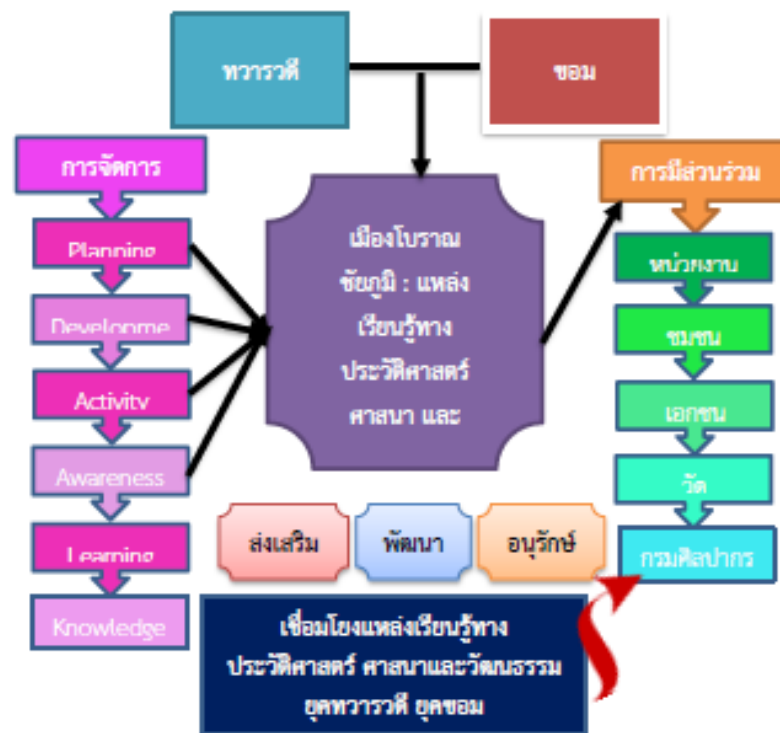 ทวารวดี
ขอม
การจัดการ
Planning
Developme
Activity
Awareness
Learning
Knowledge
เมืองโบราณ
ชัยภูมิ : แหล่ง
เรียนรู้ทาง
ประวัติศาสตร์
ศาสนา และ
การมีส่วนร่วม
หน่วยงาน
ชุมชน
เอกชน
วัด
กรมศิลปากร
ส่งเสริม
พัฒนา
อนุรักษ์
เชื่อมโยงแหล่งเรียนรู้ทาง
ประวัติศาสตร์ ศาสนาและวัฒนธรรม
ยุคทวารวดี ยุคขอม